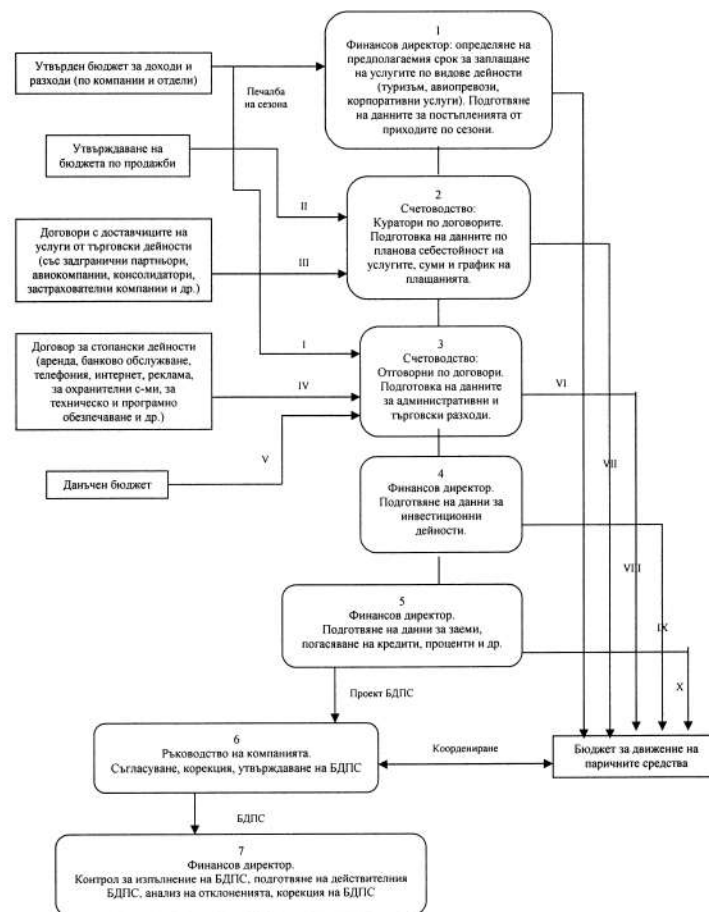 Утвърден бюджет за доходи и
разходи (по компании и отдели)
Печалба
на сезона
1
Финансов директор: определяне на
предполагаемия срок за заплащане
на услугите по видове дейности
(туризъм, авиопревози,
корпоративни услуги). Подготвяне
на данните за постъпленията от
приходите по сезони.
Утвърждаване на
бюджета по продажби
II
2
Счетоводство:
Куратори по договорите.
Подготовка на данните по
планова себестойност на
услугите, суми и график на
плащанията.
Договори с доставчиците на
услуги от търговски дейности
(със задгранични партньори,
авиокомпании, консолидатори,
застрахователни компании и др.)
III
I
3
Счетоводство:
Отговорни по договори.
Подготовка на данните
за административни и
търговски разходи.
Договор за стопански дейности
(аренда, банково обслужване,
телефония, интернет, реклама,
за охранителни с-ми, за
техническо и програмно
обезпечаване и др.)
IV
V
VI
VII
Данъчен бюджет
4
Финансов директор.
Подготвяне на данни за
инвестиционни
дейности.
VIII
5
Финансов директор.
Подготвяне на данни за заеми,
погасяване на кредити, проценти и др.
IX
X
Проект БДПС
6
Ръководство на компанията.
Съгласуване, корекция, утвърждаване на БДПС
Коордениране
Бюджет за движение на
паричните средства
БДПС
7
Финансов директор.
Контрол за изпълнение на БДПС, подготвяне на действителния
БДПС, анализ на отклоненията, корекция на БДПС